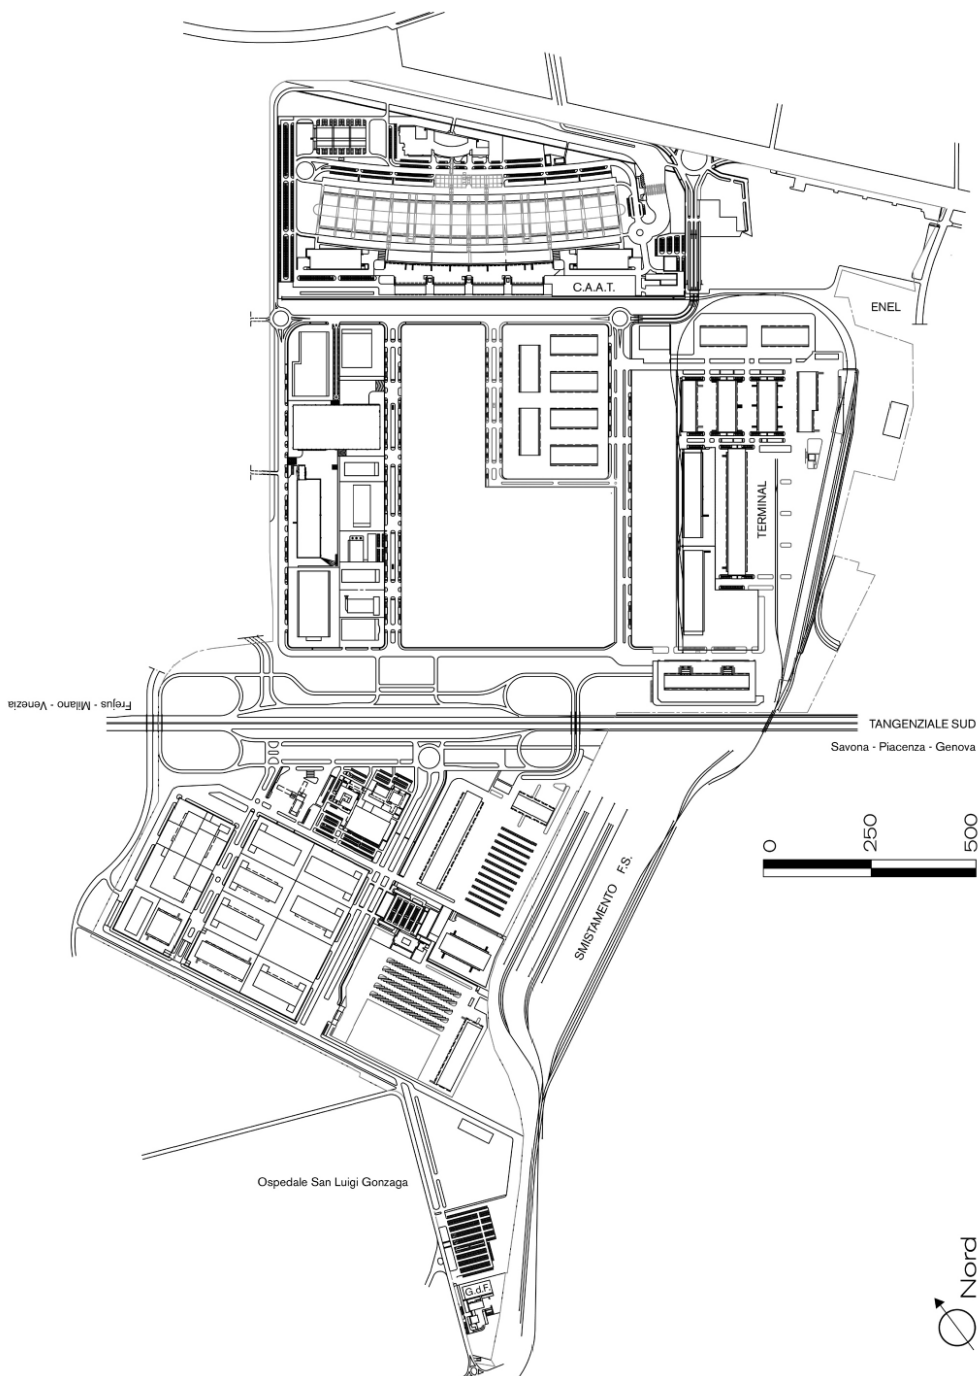 C.A.A.T.
ENEL
TERMINAL
Frejus - Milano - Venezia
TANGENZIALE SUD
Savona - Piacenza - Genova
0
250
500
SMISTAMENTO F.S.
Ospedale San Luigi Gonzaga
G.d.F.
Nord